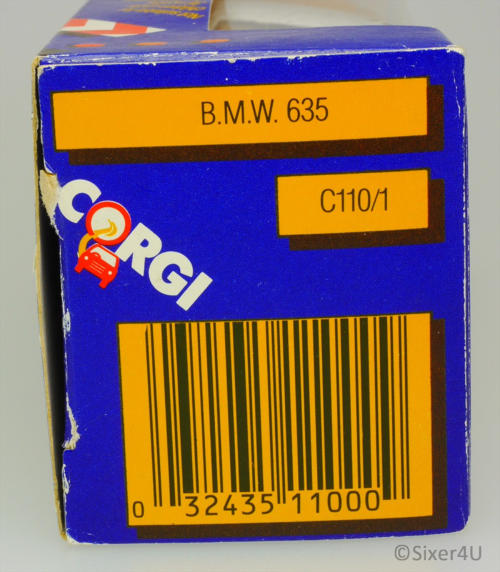 B.M.W. 635
C110/1
CORGI
0 32435 11000
©Sixer4U